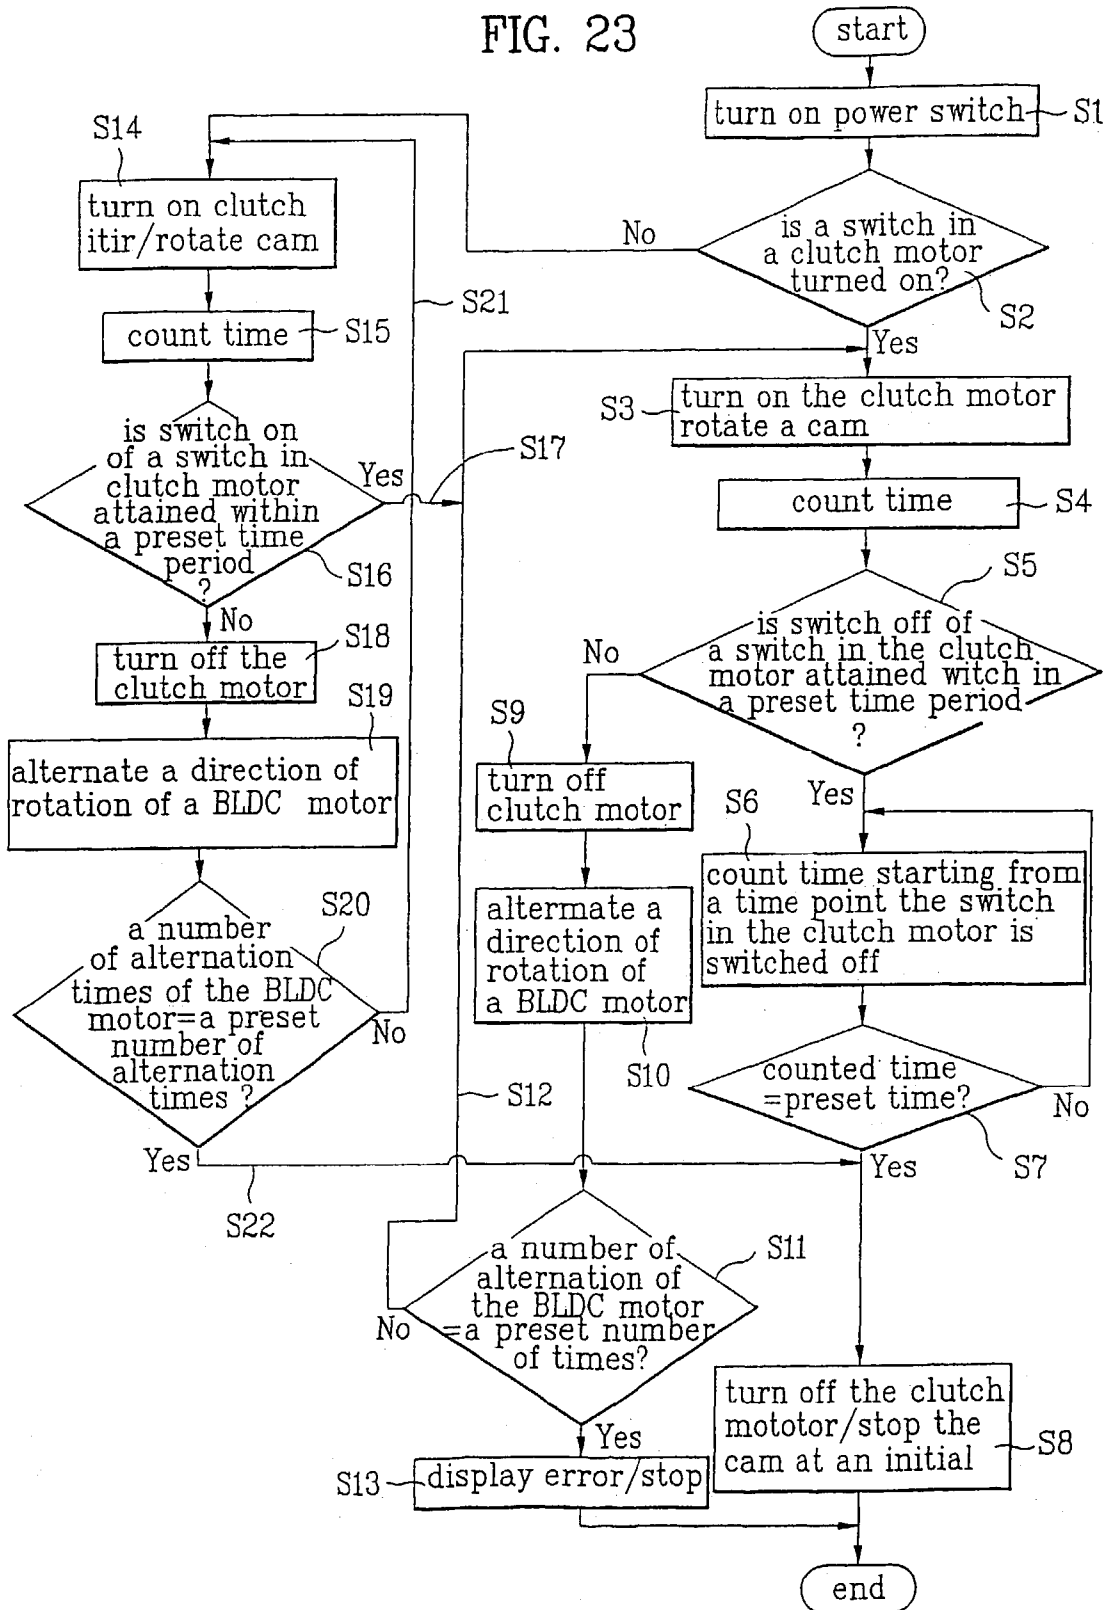 FIG. 23
start
turn on power switch
S1
is a switch in
a clutch motor
turned on?
S2
No
Yes
S14
turn on clutch
itir/rotate cam
count time
S15
S21
is switch on
of a switch in
clutch motor
attained within
a preset time
period
?
S16
Yes
S17
No
turn off the
clutch motor
S18
S19
alternate a direction of
rotation of a BLDC motor
a number
of alternation
times of the BLDC
motor=a preset
number of
alternation
times ?
S20
No
Yes
S22
S3
turn on the clutch motor
rotate a cam
count time
S4
S5
is switch off of
a switch in the clutch
motor attained witch in
a preset time period
?
No
Yes
S9
turn off
clutch motor
altermate a
direction of
rotation of
a BLDC motor
S10
S12
S6
count time starting from
a time point the switch
in the clutch motor is
switched off
counted time
=preset time?
No
S7
Yes
a number of
alternation of
the BLDC motor
=a preset number
of times?
S11
No
Yes
S13
display error/stop
turn off the clutch
mototor/stop the
cam at an initial
S8
end